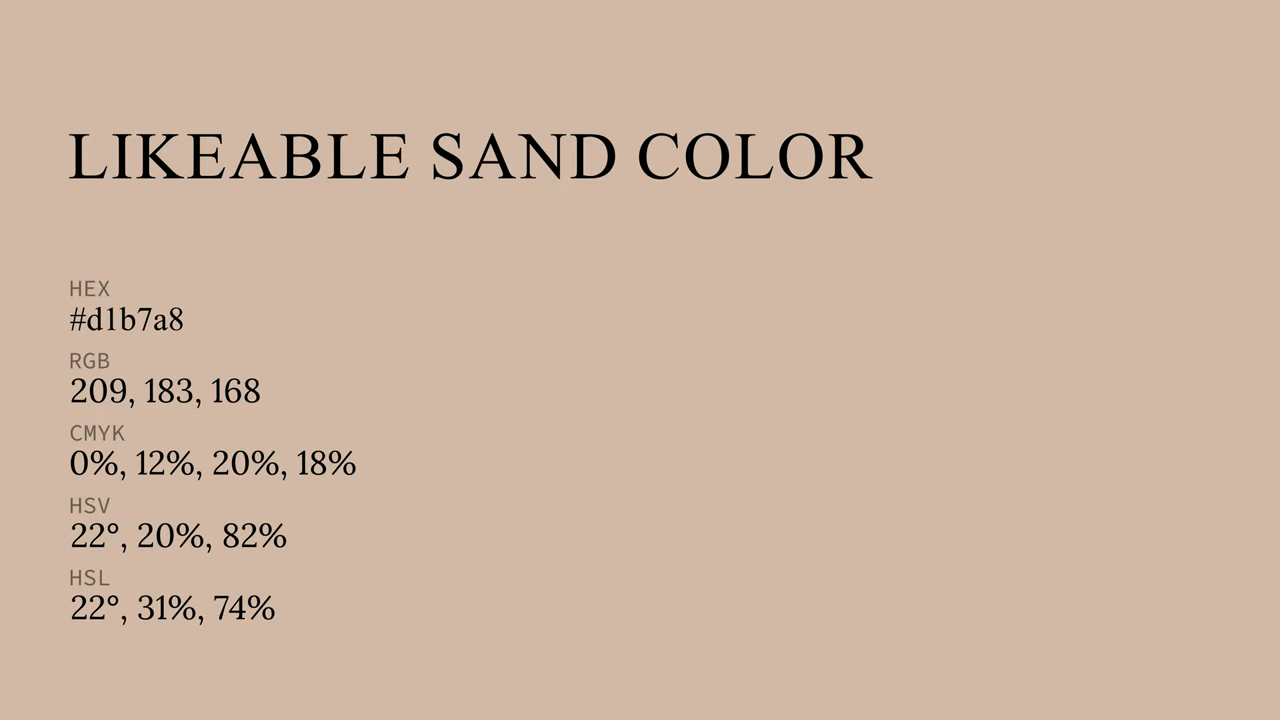 LIKEABLE SAND COLOR
HEX
#d1b7a8
RGB
209, 183, 168
CMYK
0%, 12%, 20%, 18%
HSV
22°, 20%, 82%
HSL
22°, 31%, 74%